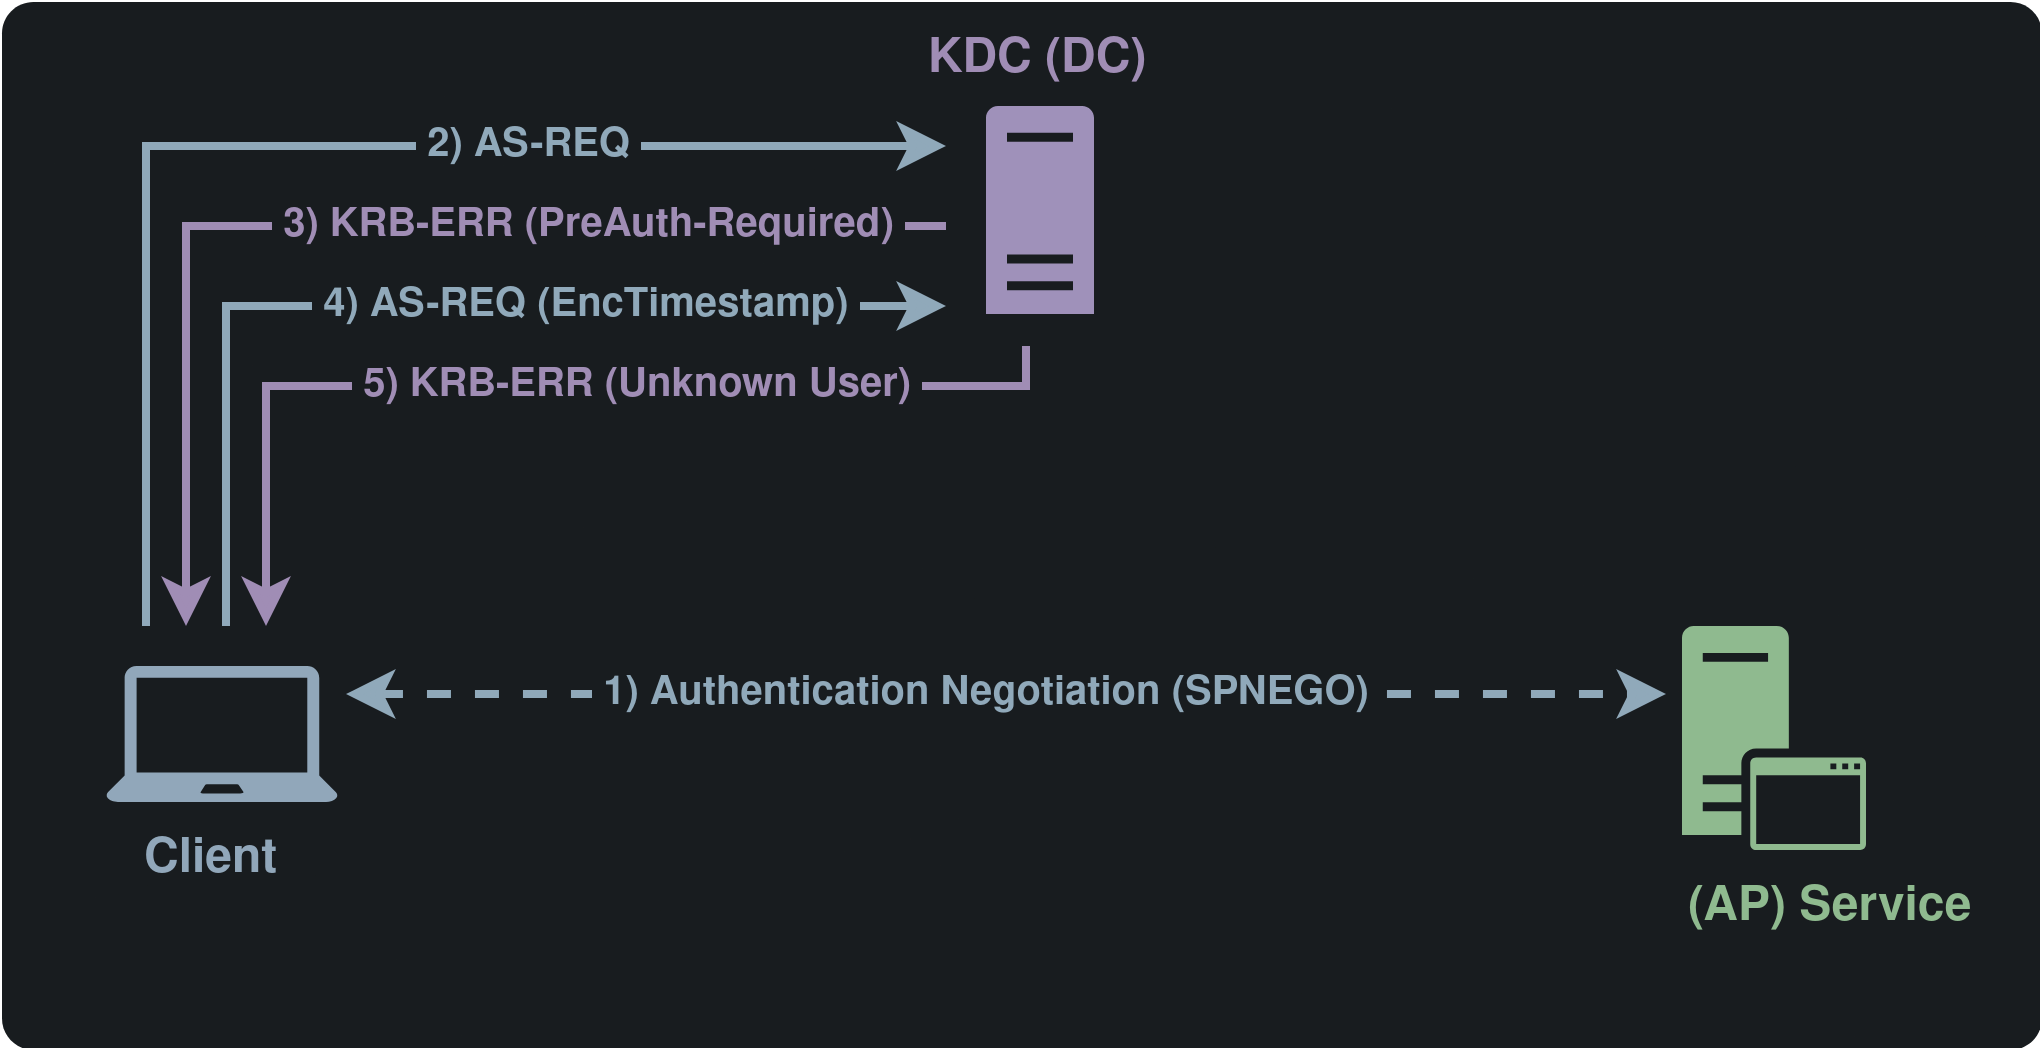 KDC (DC)
2) AS-REQ
3) KRB-ERR (PreAuth-Required)
4) AS-REQ (EncTimestamp)
5) KRB-ERR (Unknown User)
1) Authentication Negotiation (SPNEGO)
Client
(AP) Service